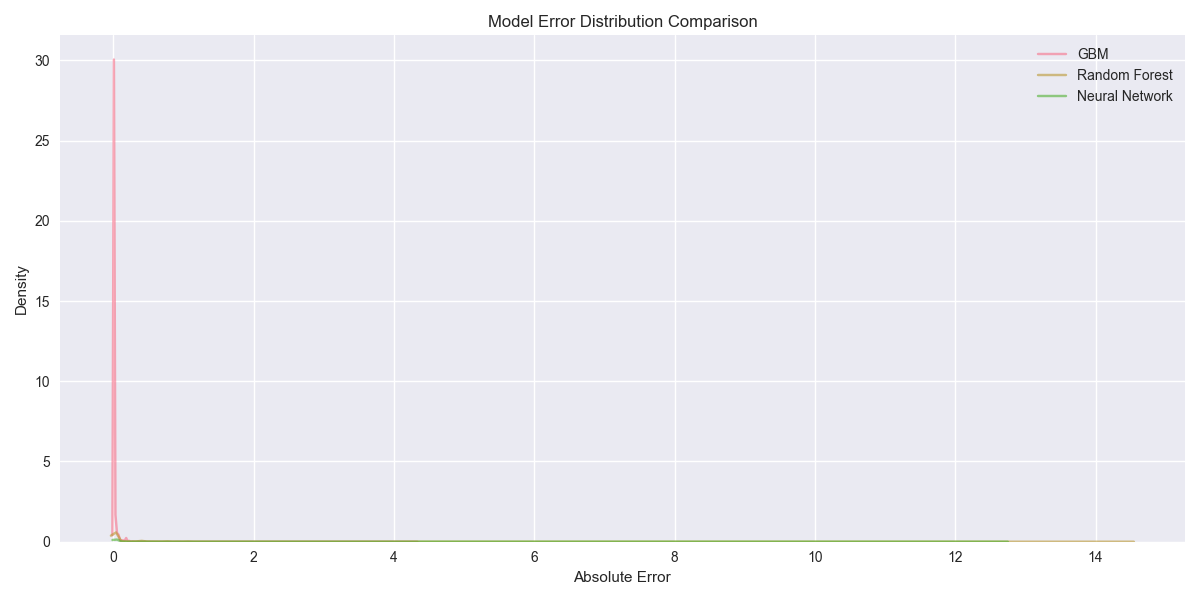 Model Error Distribution Comparison
GBM
Random Forest
Neural Network
30
25
20
15
10
5
0
Density
0 2 4 6 8 10 12 14
Absolute Error